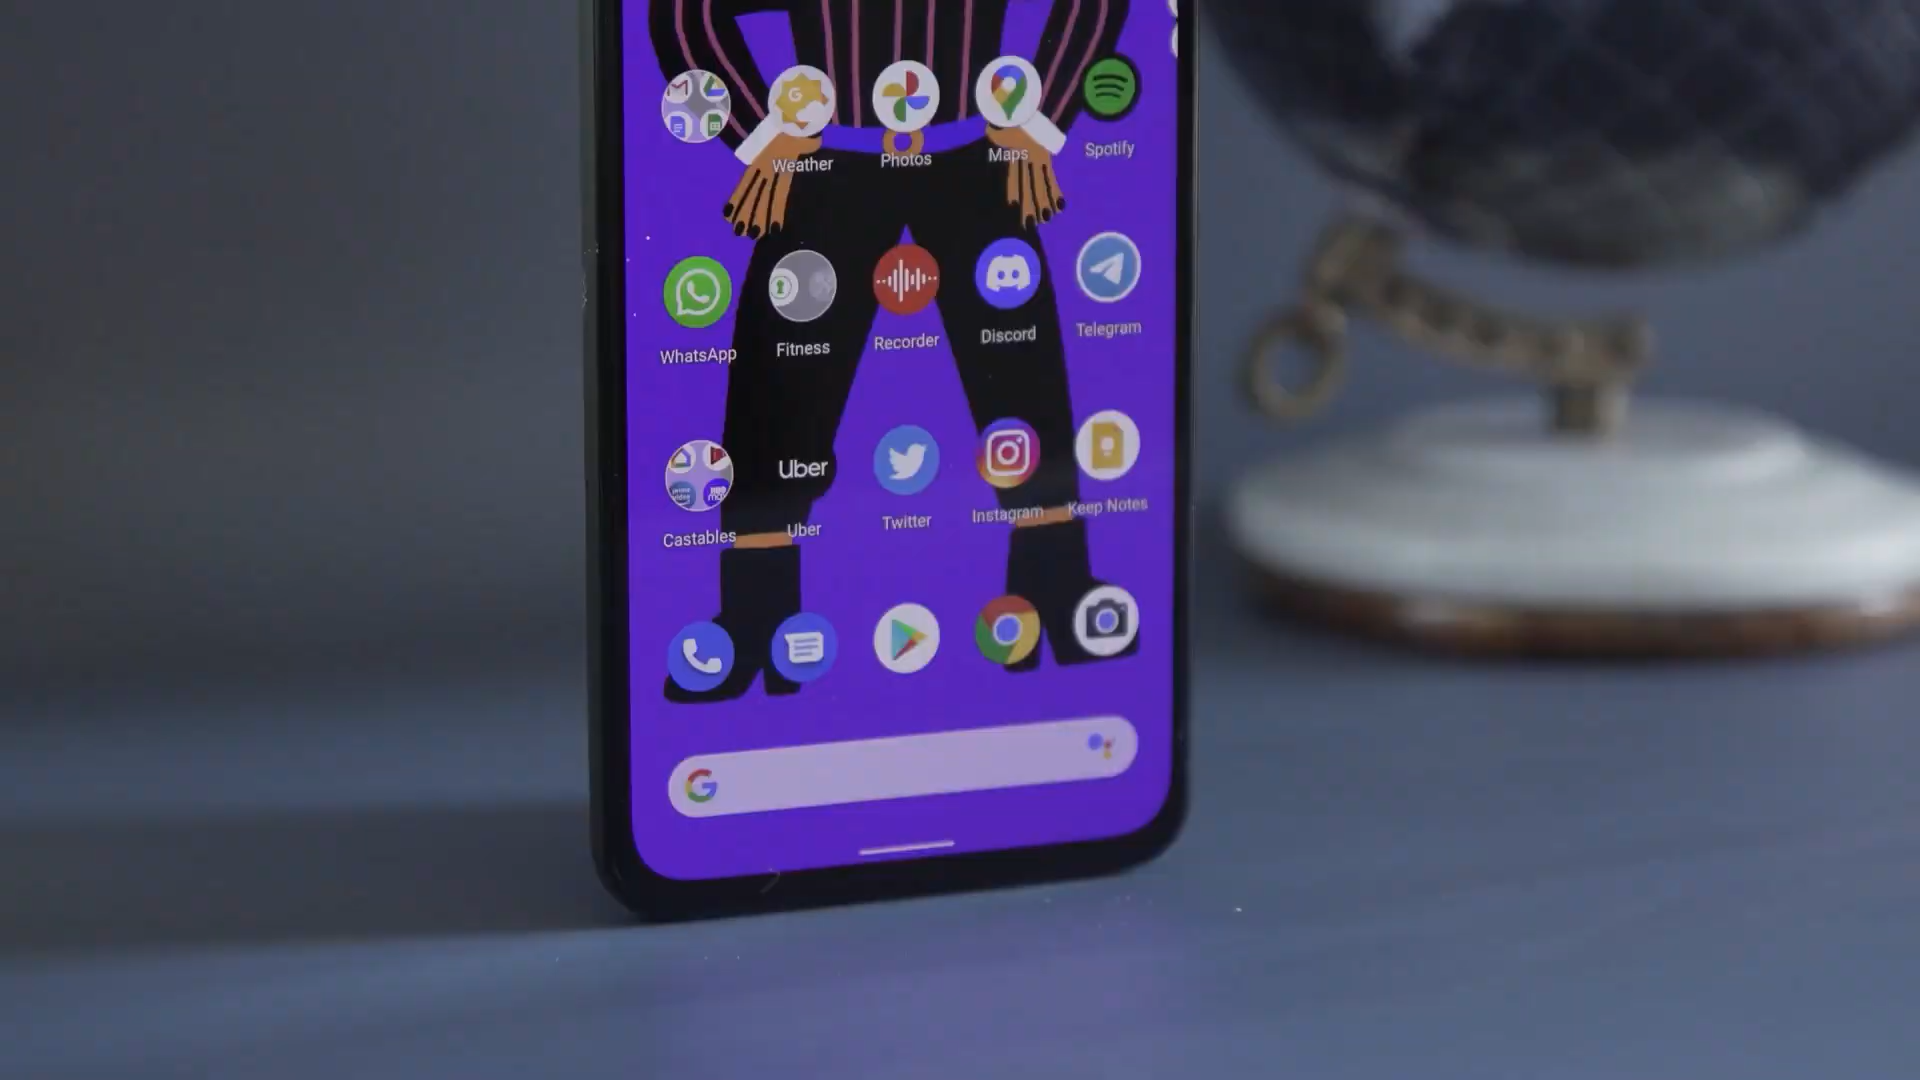 Weather Photos Maps Spotify
WhatsApp Fitness Recorder Discord Telegram
Uber
Castables Uber Twitter Instagram Keep Notes